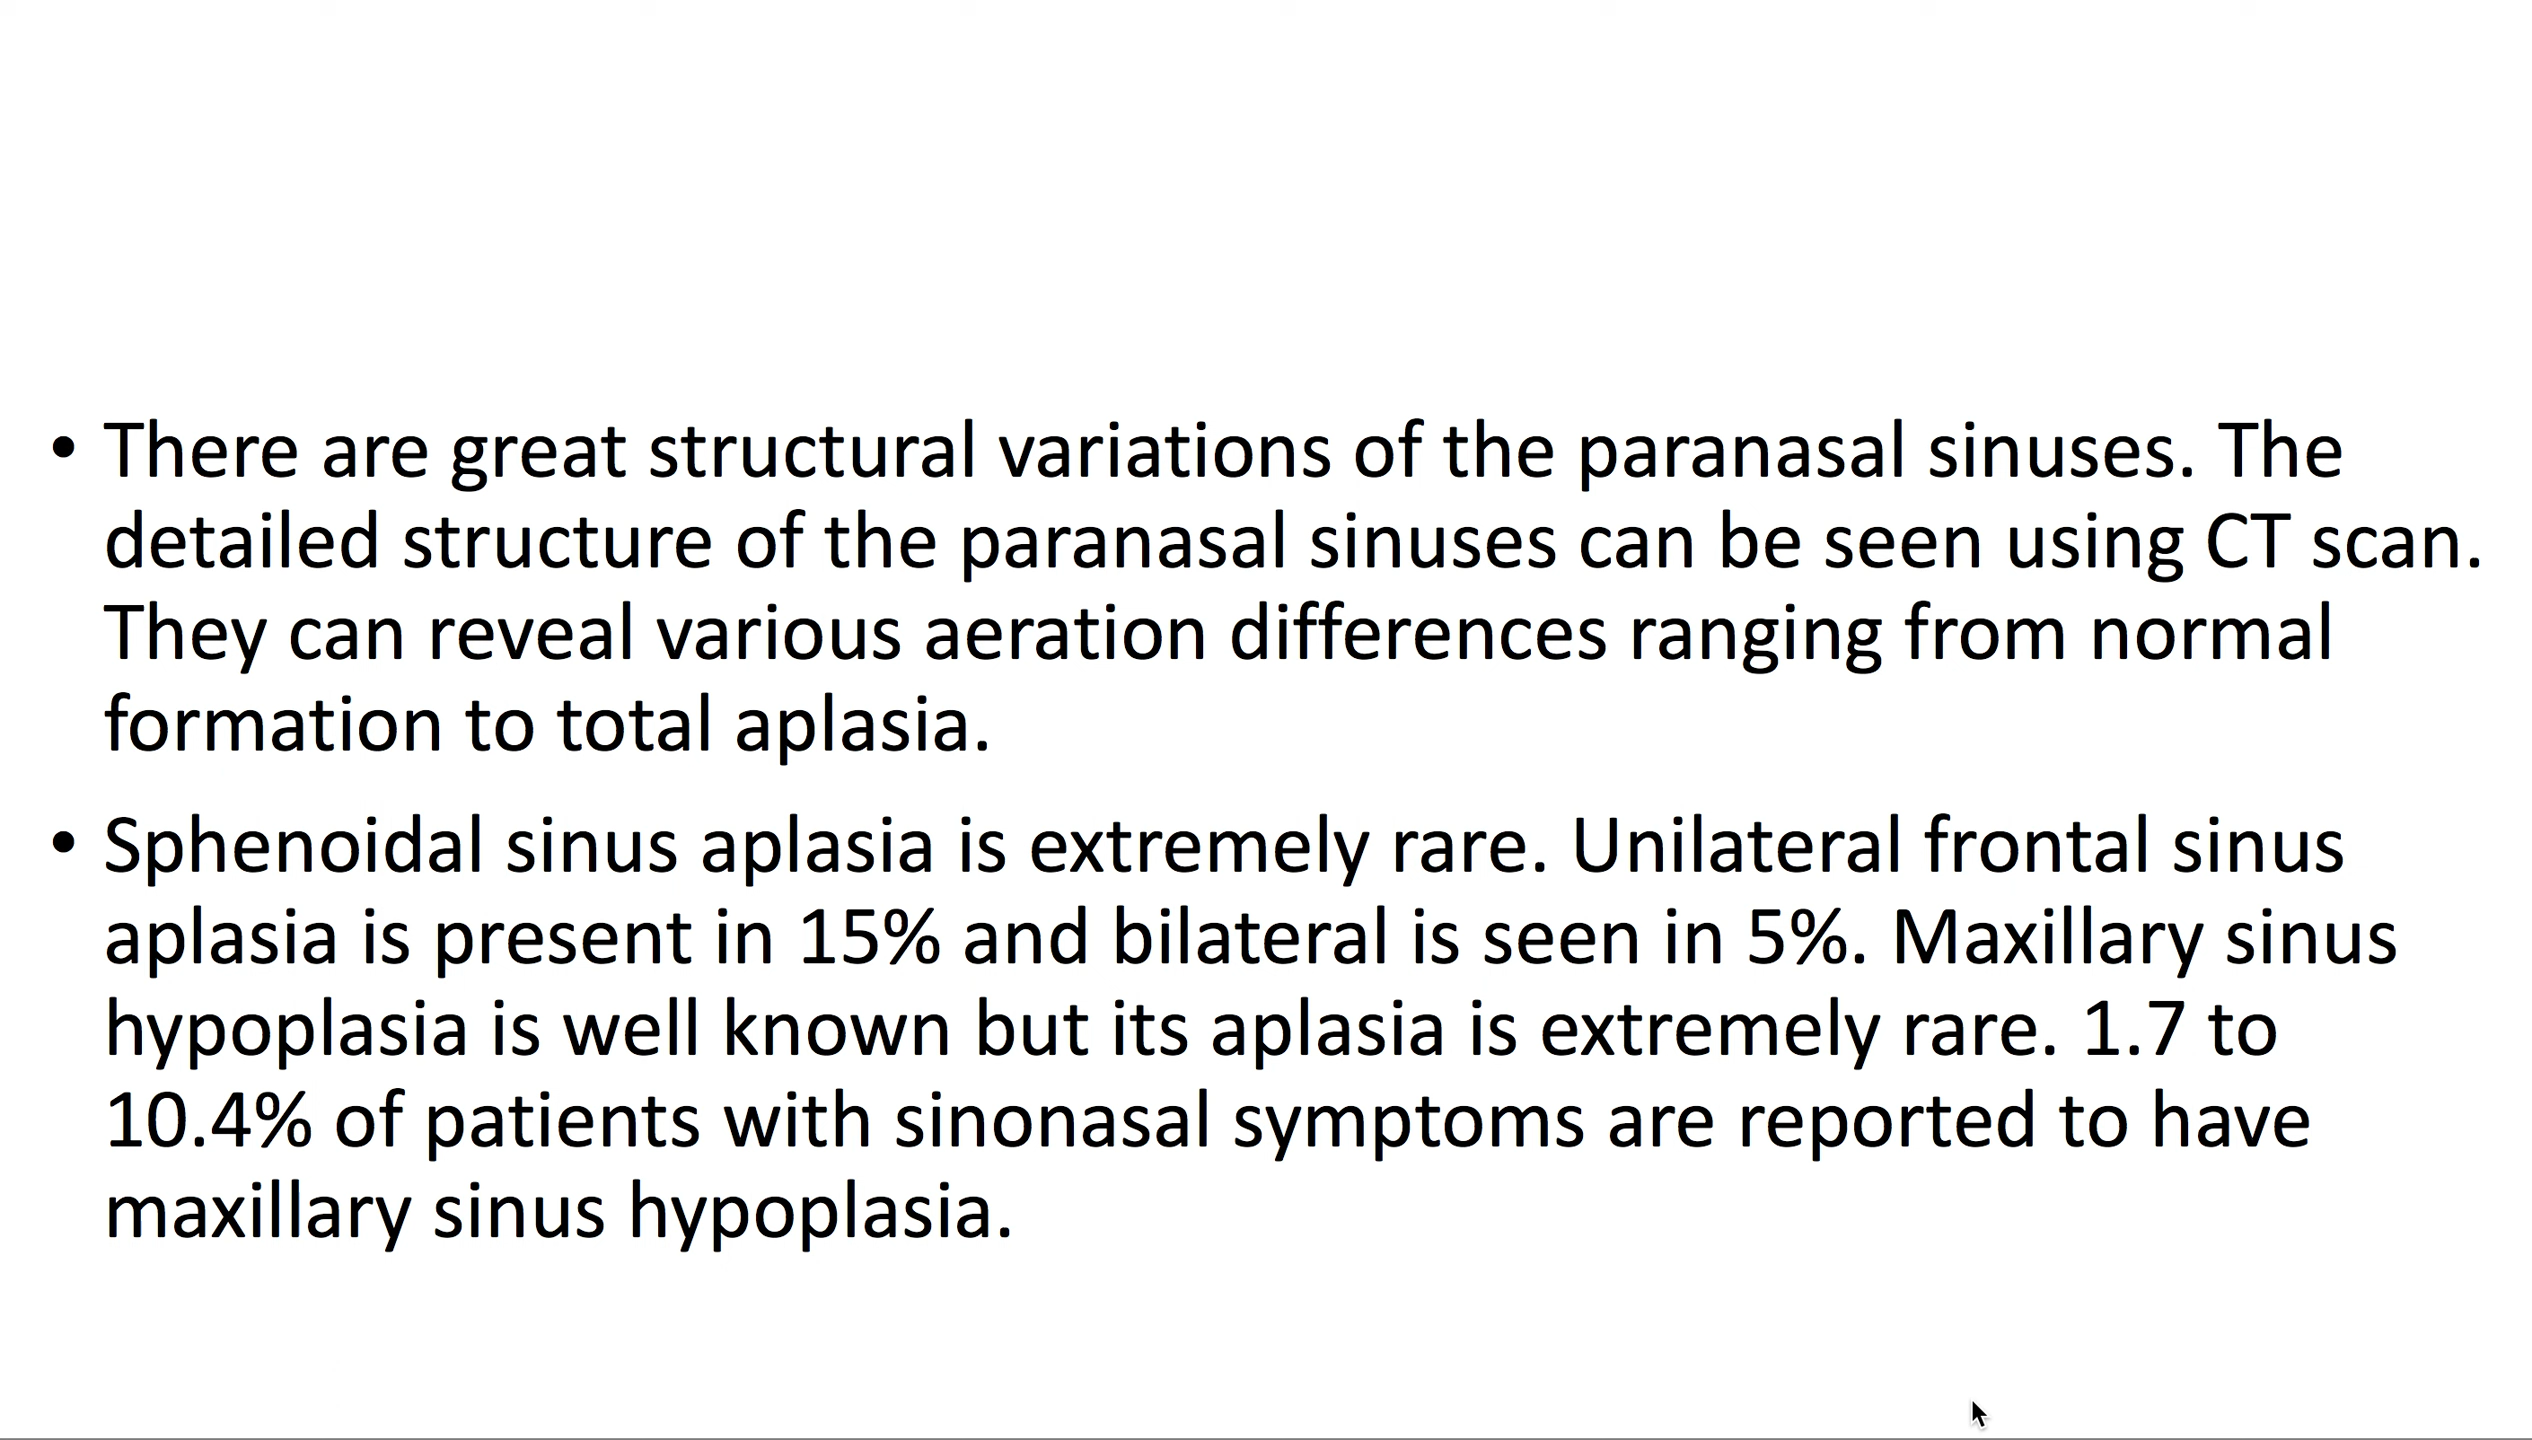 • There are great structural variations of the paranasal sinuses. The
detailed structure of the paranasal sinuses can be seen using CT scan.
They can reveal various aeration differences ranging from normal
formation to total aplasia.
• Sphenoidal sinus aplasia is extremely rare. Unilateral frontal sinus
aplasia is present in 15% and bilateral is seen in 5%. Maxillary sinus
hypoplasia is well known but its aplasia is extremely rare. 1.7 to
10.4% of patients with sinonasal symptoms are reported to have
maxillary sinus hypoplasia.